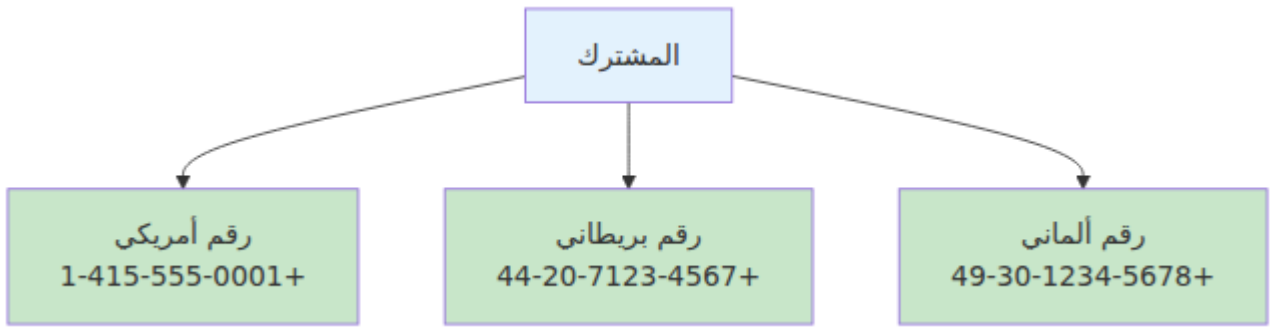 المشترك
رقم أمريكي
1-415-555-0001+
رقم بريطاني
44-20-7123-4567+
رقم ألماني
49-30-1234-5678+